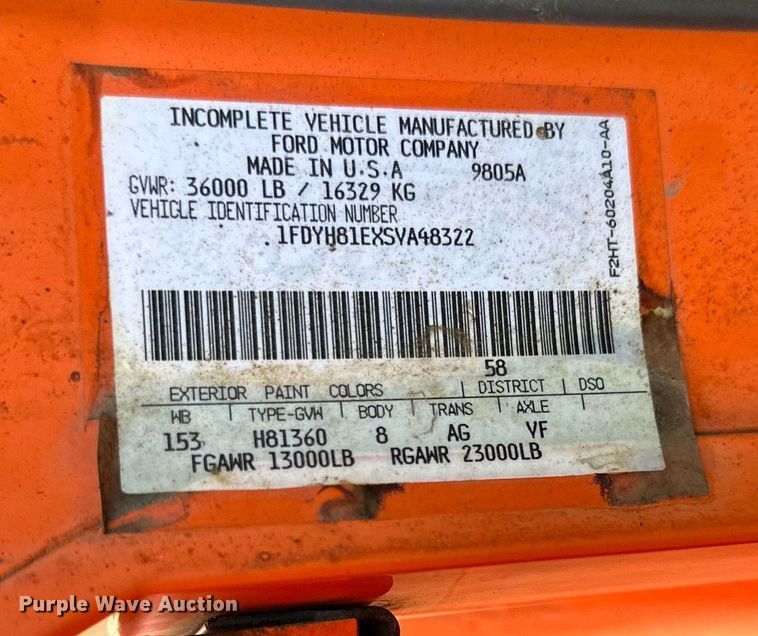 INCOMPLETE VEHICLE MANUFACTURED BY
FORD MOTOR COMPANY
MADE IN U.S.A 9805A
GVWR: 36000 LB / 16329 KG
VEHICLE IDENTIFICATION NUMBER
1FDYH81EXSVA48322
F2HT-60204A10-AA
58
EXTERIOR PAINT COLORS DISTRICT DSO
WB TYPE-GVW BODY TRANS AXLE
153 H81360 8 AG VF
FGAWR 13000LB RGAWR 23000LB
Purple Wave Auction